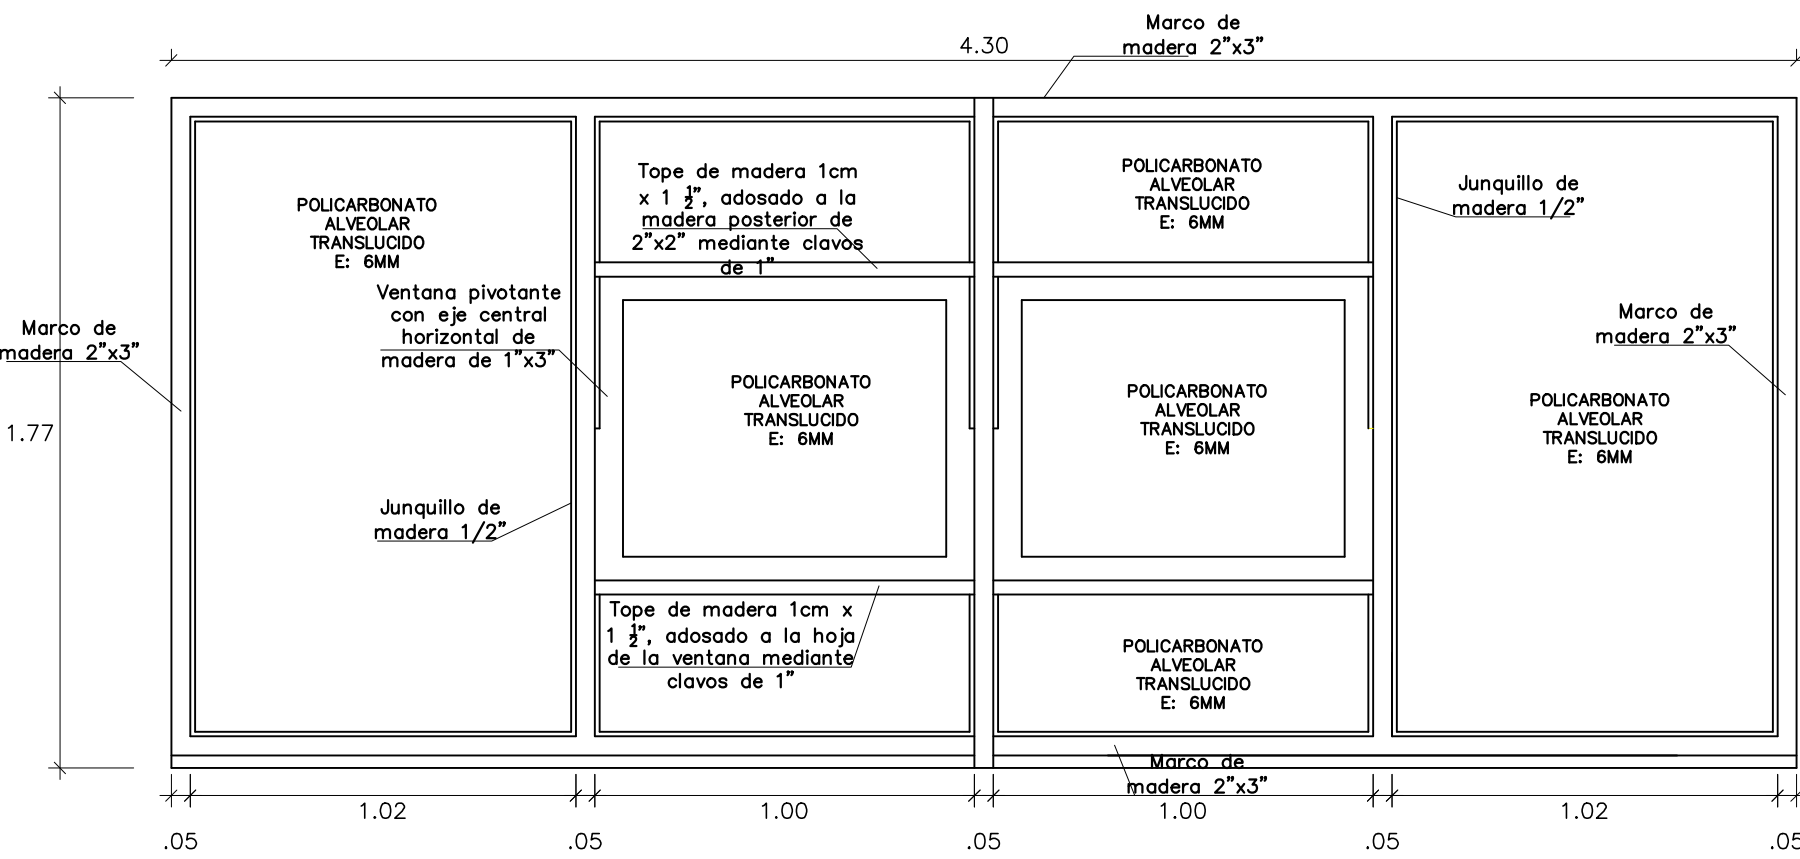 Marco de
madera 2"x3"
4.30
POLICARBONATO
ALVEOLAR
TRANSLUCIDO
E: 6MM
Tope de madera 1cm
x 1 ½", adosado a la
madera posterior de
2"x2" mediante clavos
de 1"
POLICARBONATO
ALVEOLAR
TRANSLUCIDO
E: 6MM
Junquillo de
madera 1/2"
Ventana pivotante
con eje central
horizontal de
madera de 1"x3"
Marco de
madera 2"x3"
Marco de
madera 2"x3"
POLICARBONATO
ALVEOLAR
TRANSLUCIDO
E: 6MM
POLICARBONATO
ALVEOLAR
TRANSLUCIDO
E: 6MM
POLICARBONATO
ALVEOLAR
TRANSLUCIDO
E: 6MM
1.77
Junquillo de
madera 1/2"
Tope de madera 1cm x
1 ½", adosado a la hoja
de la ventana mediante
clavos de 1"
POLICARBONATO
ALVEOLAR
TRANSLUCIDO
E: 6MM
Marco de
madera 2"x3"
1.02
1.00
1.00
1.02
.05
.05
.05
.05
.05